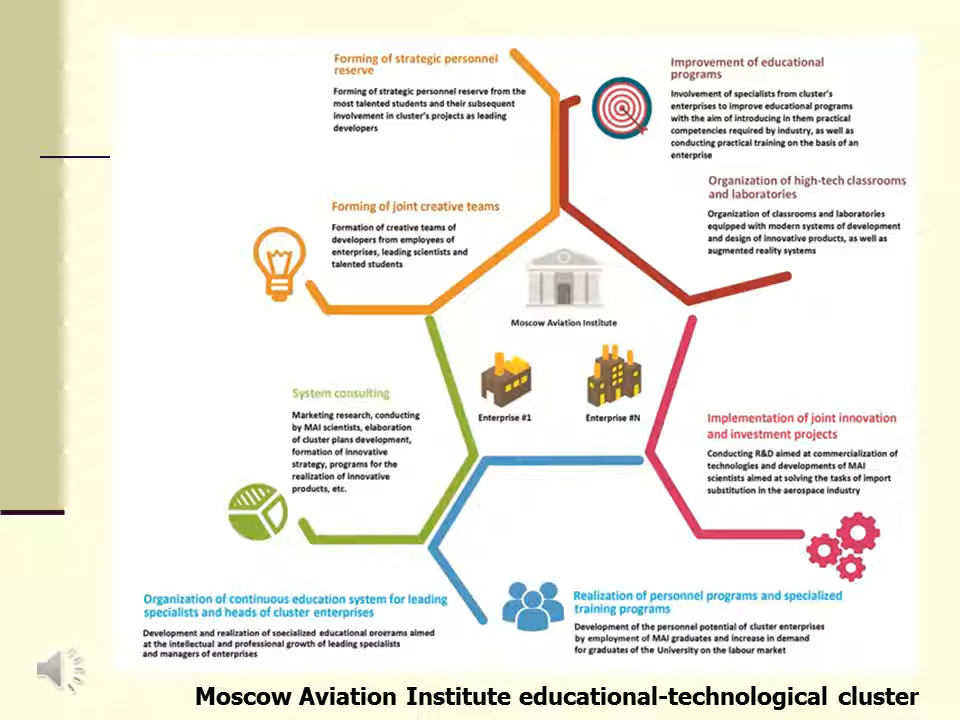 Forming of strategic personnel
reserve
Forming of strategic personnel reserve from the
most talented students and their subsequent
involvement in cluster's projects as leading
developers
Improvement of educational
programs
Involvement of specialists from cluster's
enterprises to improve educational programs
with the aim of introducing in them practical
competencies required by industry, as well as
conducting practical training on the basis of an
enterprise
Forming of joint creative teams
Formation of creative teams of
developers from employees of
enterprises, leading scientists and
talented students
Organization of high-tech classrooms
and laboratories
Organization of classrooms and laboratories
equipped with modern systems of development
and design of innovative products, as well as
augmented reality systems
Moscow Aviation Institute
Enterprise #1
Enterprise #N
System consulting
Marketing research, conducting
by MAI scientists, elaboration
of cluster plans development,
formation of innovative
strategy, programs for the
realization of innovative
products, etc.
Implementation of joint innovation
and investment projects
Conducting R&D aimed at commercialization of
technologies and developments of MAI
scientists aimed at solving the tasks of import
substitution in the aerospace industry
Organization of continuous education system for leading
specialists and heads of cluster enterprises
Development and realization of specialized educational programs aimed
at the intellectual and professional growth of leading specialists
and managers of enterprises
Realization of personnel programs and specialized
training programs
Development of the personnel potential of cluster enterprises
by employment of MAI graduates and increase in demand
for graduates of the University on the labour market
Moscow Aviation Institute educational-technological cluster